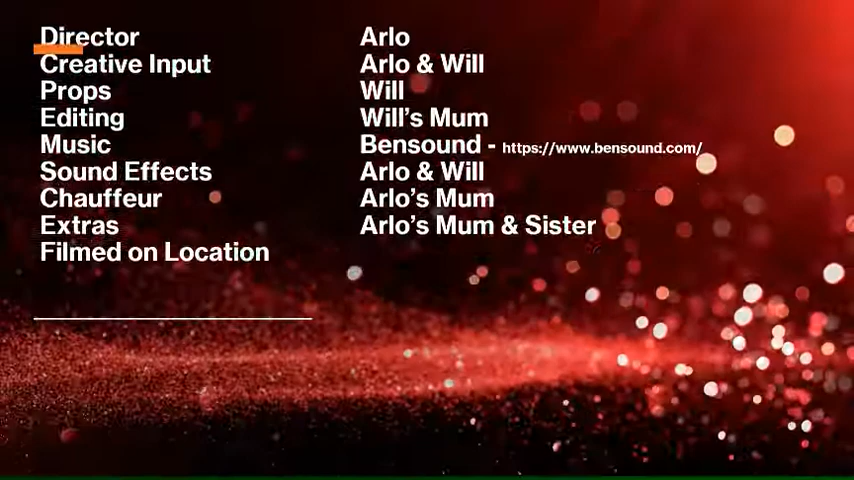 Director Arlo
Creative Input Arlo & Will
Props Will
Editing Will’s Mum
Music Bensound - https://www.bensound.com/
Sound Effects Arlo & Will
Chauffeur Arlo’s Mum
Extras Arlo’s Mum & Sister
Filmed on Location